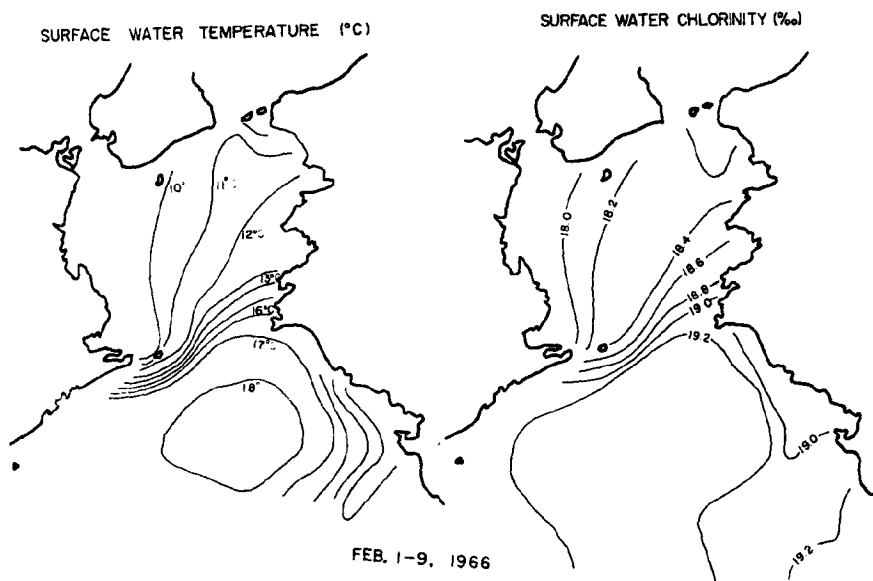 SURFACE WATER TEMPERATURE (°C)
SURFACE WATER CHLORINITY (‰)
10°
11°C
12°C
13°C
16°C
17°C
18°
18.0
18.2
18.4
18.6
18.8
19.0
19.2
19.0
19.2
FEB. 1-9, 1966